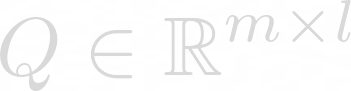 Q ∈ ℝ^{m×l}